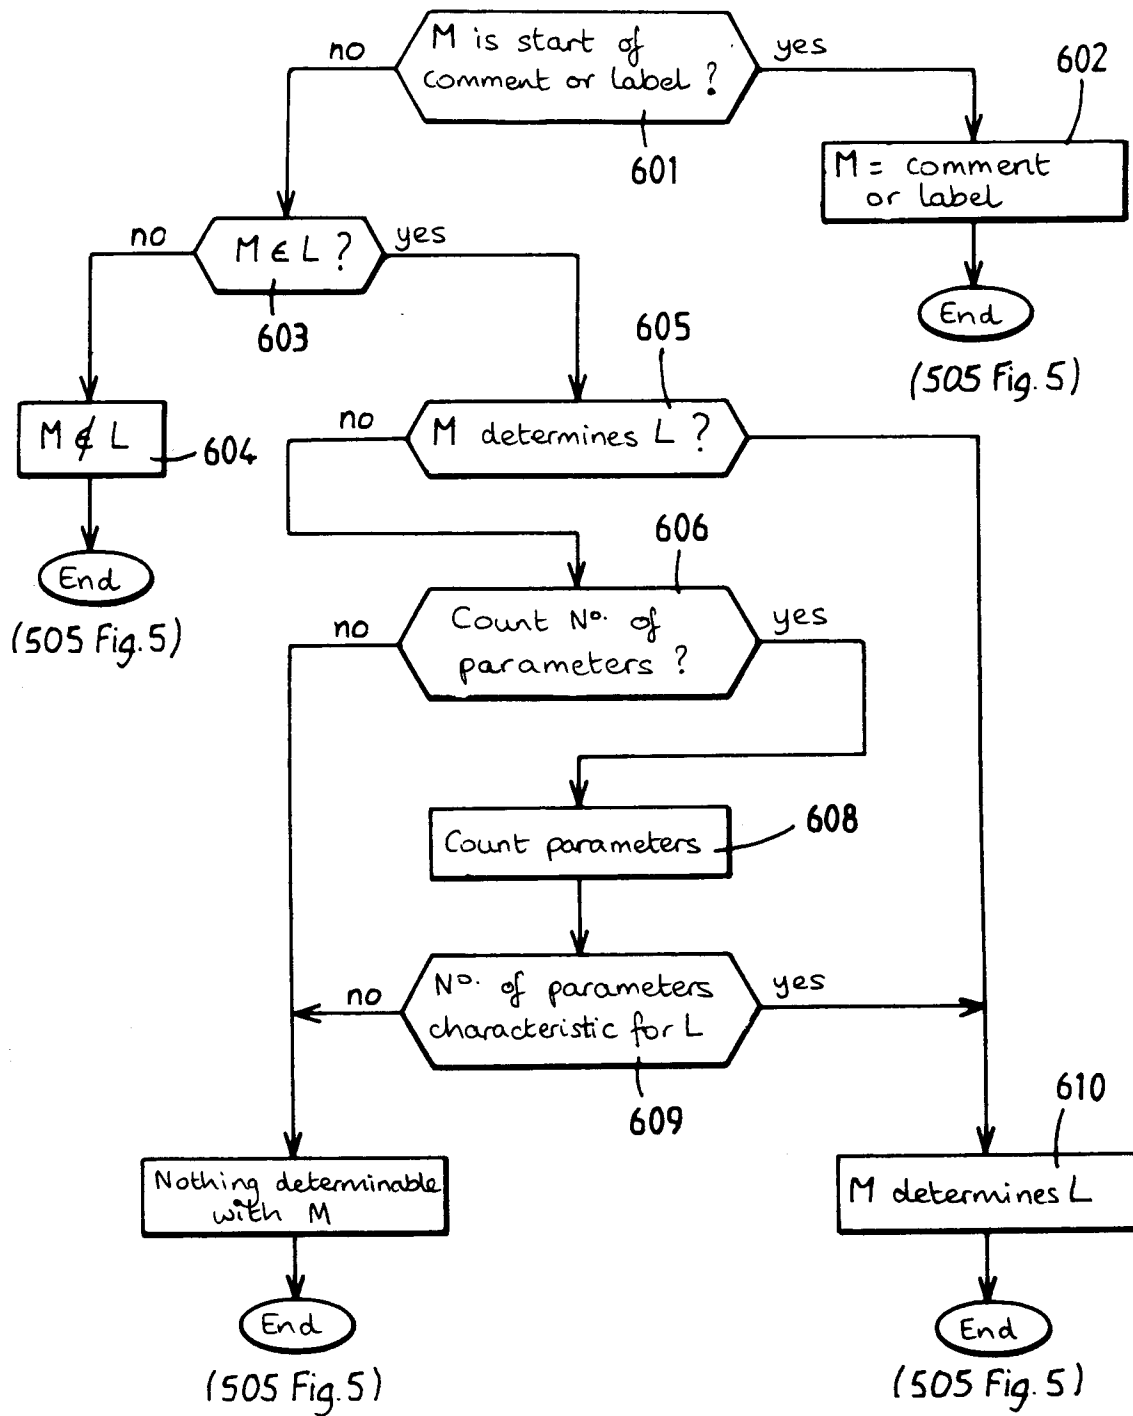 M is start of
comment or label ?
no
yes
601
602
M = comment
or label
End
(505 Fig. 5)
M ∈ L ?
no
yes
603
M ∉ L
604
End
(505 Fig. 5)
605
M determines L ?
no
606
Count Nº. of
parameters ?
no
yes
Count parameters
608
Nº. of parameters
characteristic for L
no
yes
609
Nothing determinable
with M
End
(505 Fig. 5)
610
M determines L
End
(505 Fig. 5)